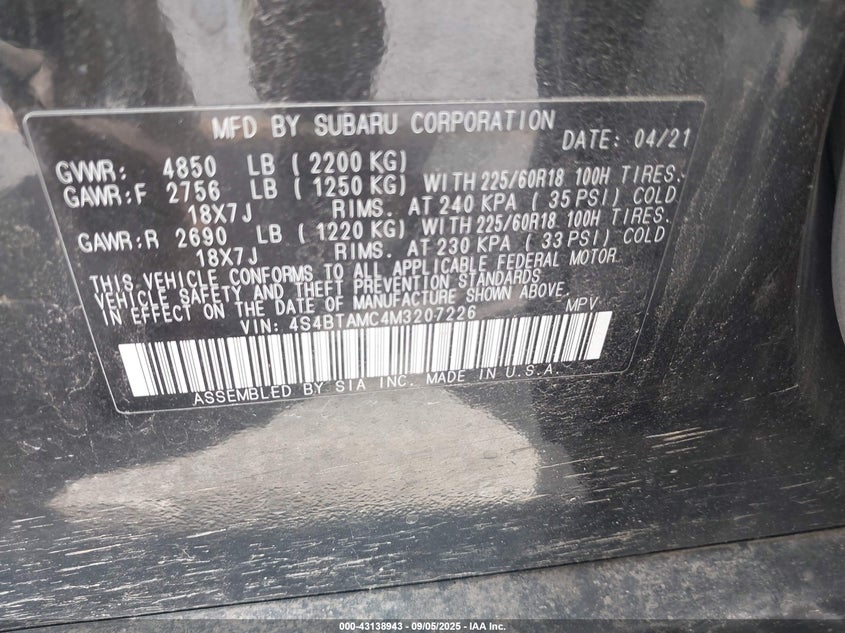 MFD BY SUBARU CORPORATION DATE: 04/21
GVWR: 4850 LB ( 2200 KG)
GAWR:F 2756 LB ( 1250 KG) WITH 225/60R18 100H TIRES.
18X7J RIMS. AT 240 KPA ( 35 PSI) COLD
GAWR:R 2690 LB ( 1220 KG) WITH 225/60R18 100H TIRES.
18X7J RIMS. AT 230 KPA ( 33 PSI) COLD
THIS VEHICLE CONFORMS TO ALL APPLICABLE FEDERAL MOTOR
VEHICLE SAFETY AND THEFT PREVENTION STANDARDS
IN EFFECT ON THE DATE OF MANUFACTURE SHOWN ABOVE.
VIN: 4S4BTAMC4M3207226 MPV
ASSEMBLED BY SIA INC. MADE IN U.S.A.
000-43138943 - 09/05/2025 - IAA Inc.